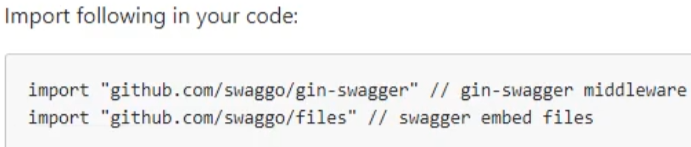 Import following in your code:
import "github.com/swaggo/gin-swagger" // gin-swagger middleware
import "github.com/swaggo/files" // swagger embed files